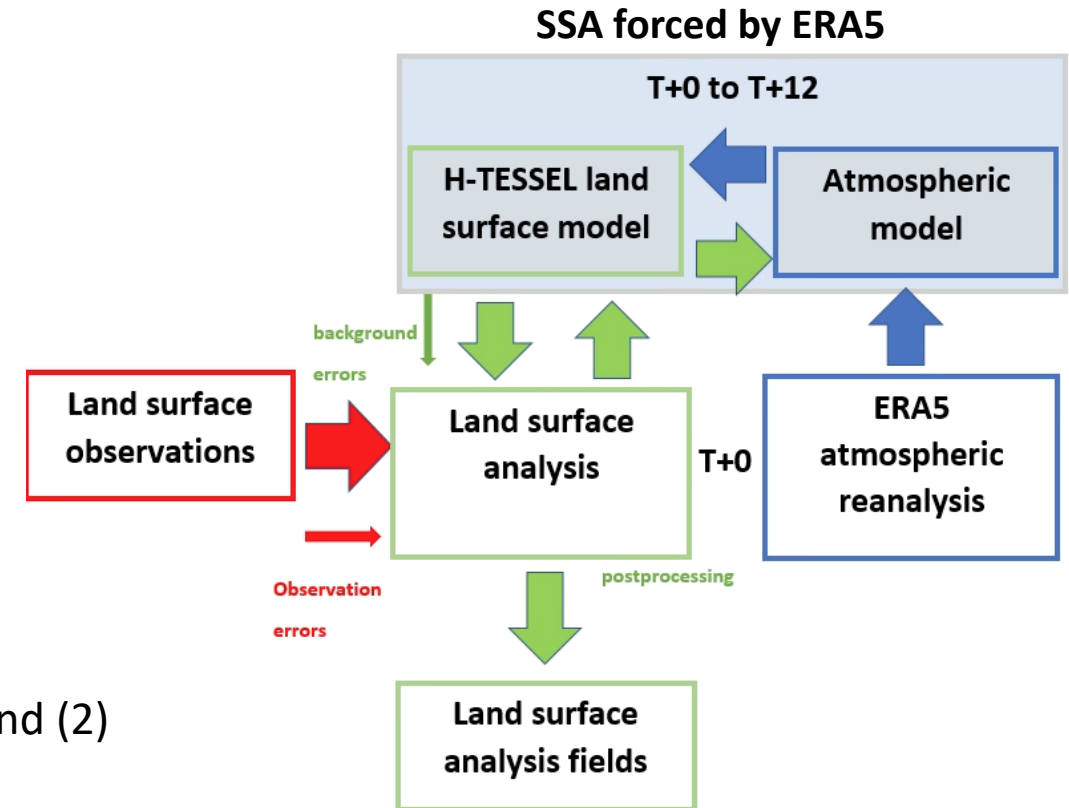 SSA forced by ERA5
T+0 to T+12
H-TESSEL land
surface model
Atmospheric
model
background
errors
Land surface
observations
Land surface
analysis
T+0
ERA5
atmospheric
reanalysis
Observation
errors
postprocessing
nd (2)
Land surface
analysis fields